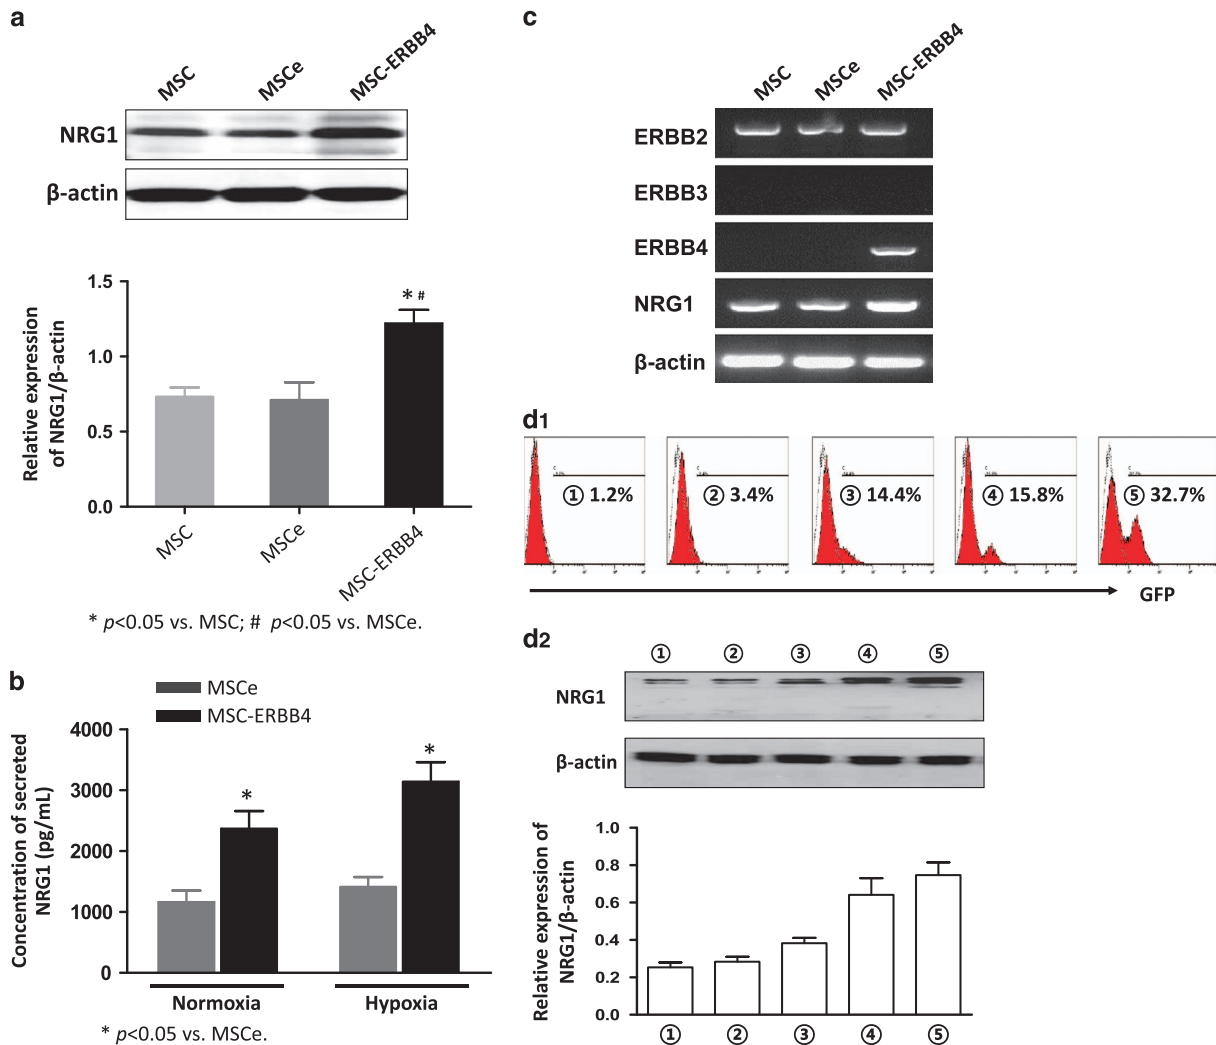 a
MSC
MSCe
MSC-ERBB4
NRG1
β-actin
1.5
1.0
0.5
0.0
Relative expression
of NRG1/β-actin
* #
MSC
MSCe
MSC-ERBB4
* p<0.05 vs. MSC; # p<0.05 vs. MSCe.
b
MSCe
MSC-ERBB4
4000
3000
2000
1000
0
Concentration of secreted
NRG1 (pg/mL)
*
*
Normoxia
Hypoxia
* p<0.05 vs. MSCe.
c
MSC
MSCe
MSC-ERBB4
ERBB2
ERBB3
ERBB4
NRG1
β-actin
d1
① 1.2%
② 3.4%
③ 14.4%
④ 15.8%
⑤ 32.7%
GFP
d2
① ② ③ ④ ⑤
NRG1
β-actin
1.0
0.8
0.6
0.4
0.2
0.0
Relative expression of
NRG1/β-actin
① ② ③ ④ ⑤